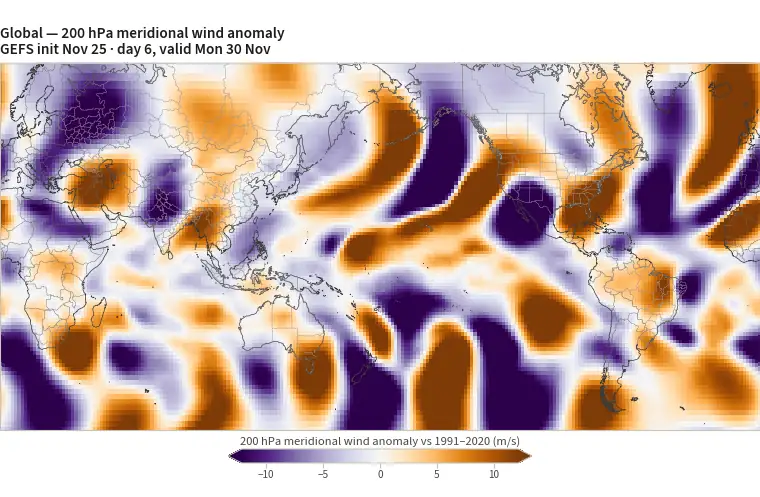 Global — 200 hPa meridional wind anomaly
GEFS init Nov 25 · day 6, valid Mon 30 Nov
200 hPa meridional wind anomaly vs 1991–2020 (m/s)
−10 −5 0 5 10